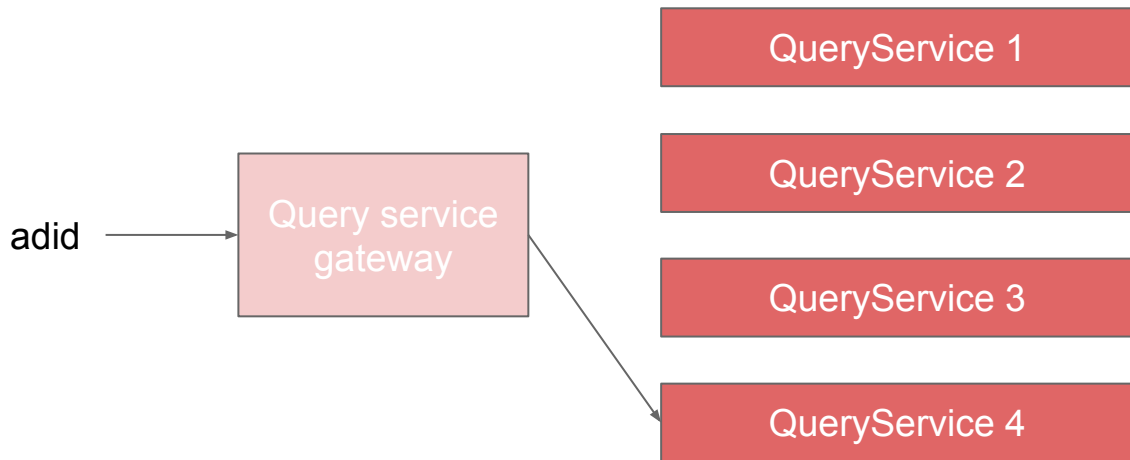 adid
Query service
gateway
QueryService 1
QueryService 2
QueryService 3
QueryService 4